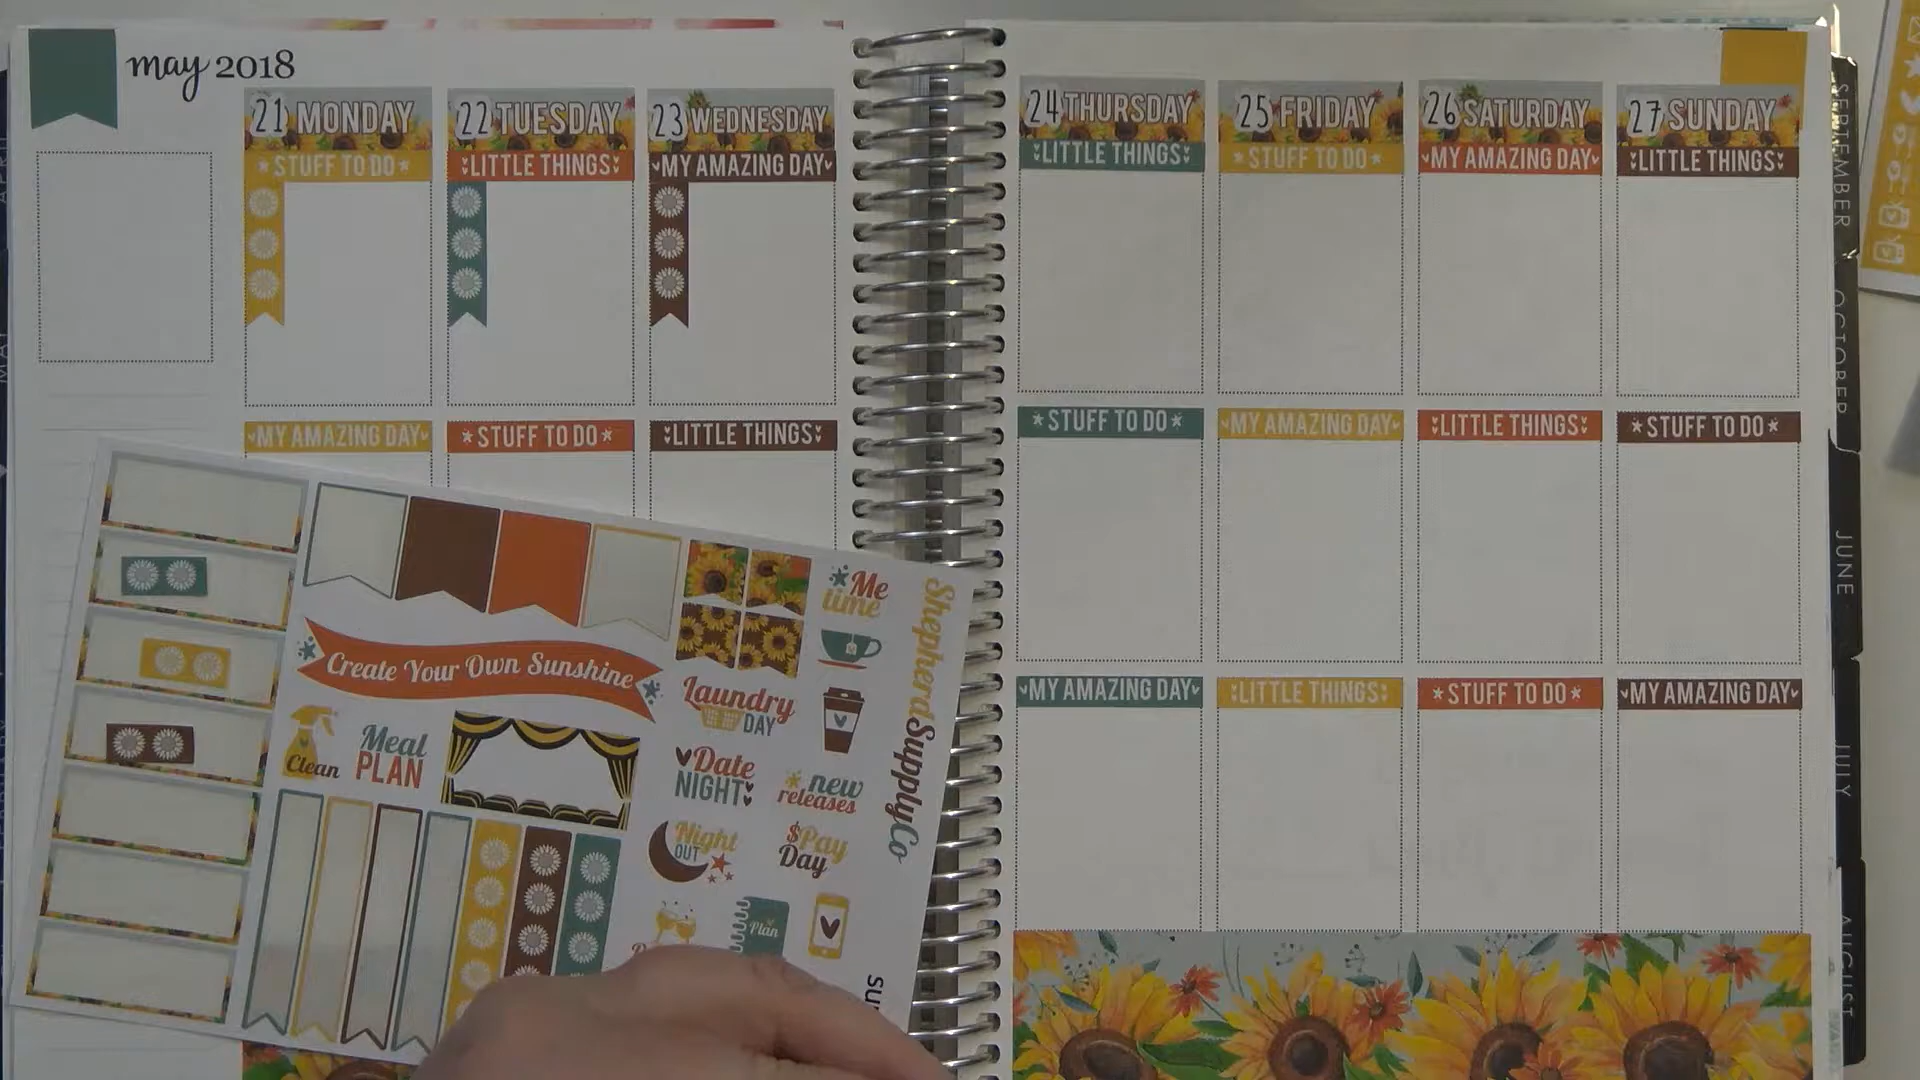 may 2018
21 MONDAY
22 TUESDAY
23 WEDNESDAY
24 THURSDAY
25 FRIDAY
26 SATURDAY
27 SUNDAY
STUFF TO DO
LITTLE THINGS
MY AMAZING DAY
LITTLE THINGS
STUFF TO DO
MY AMAZING DAY
LITTLE THINGS
MY AMAZING DAY
STUFF TO DO
LITTLE THINGS
STUFF TO DO
MY AMAZING DAY
LITTLE THINGS
STUFF TO DO
MY AMAZING DAY
LITTLE THINGS
STUFF TO DO
MY AMAZING DAY
Create Your Own Sunshine
Me
time
Laundry
DAY
Clean
Meal
PLAN
Date
NIGHT
new
releases
Night
OUT
$Pay
Day
Plan
ShepherdSupplyCo
SEPTEMBER
OCTOBER
JUNE
JULY
AUGUST